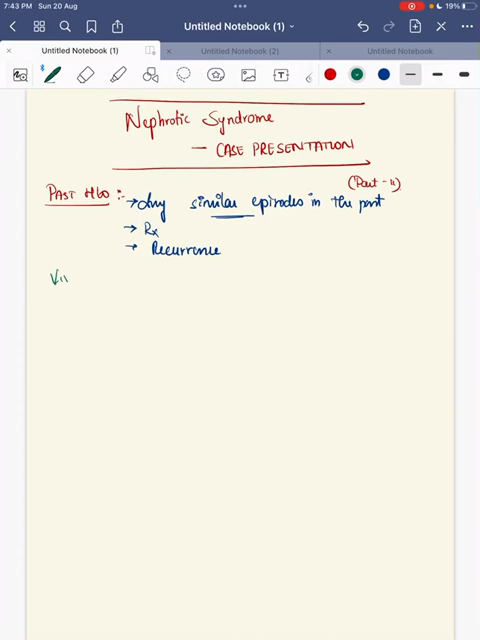 7:43 PM Sun 20 Aug
19%
Untitled Notebook (1)
Untitled Notebook (1)
Untitled Notebook (2)
Untitled Notebook
Nephrotic Syndrome
- CASE PRESENTATION
(Part - II)
PAST H/O :- → Any similar episodes in the past
→ Rx
→ Recurrence